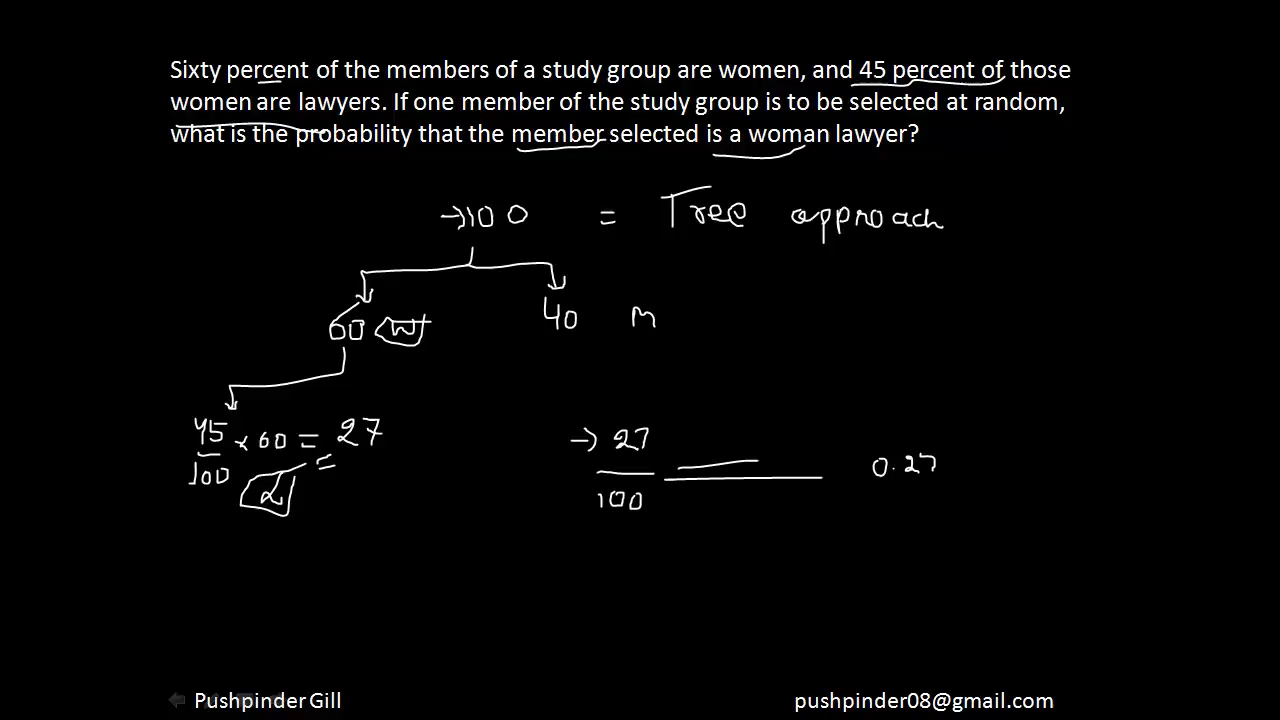 Sixty percent of the members of a study group are women, and 45 percent of those
women are lawyers. If one member of the study group is to be selected at random,
what is the probability that the member selected is a woman lawyer?
→100 = Tree approach
60 W 40 M
45/100 × 60 = 27
L
→ 27/100 0.27
Pushpinder Gill pushpinder08@gmail.com